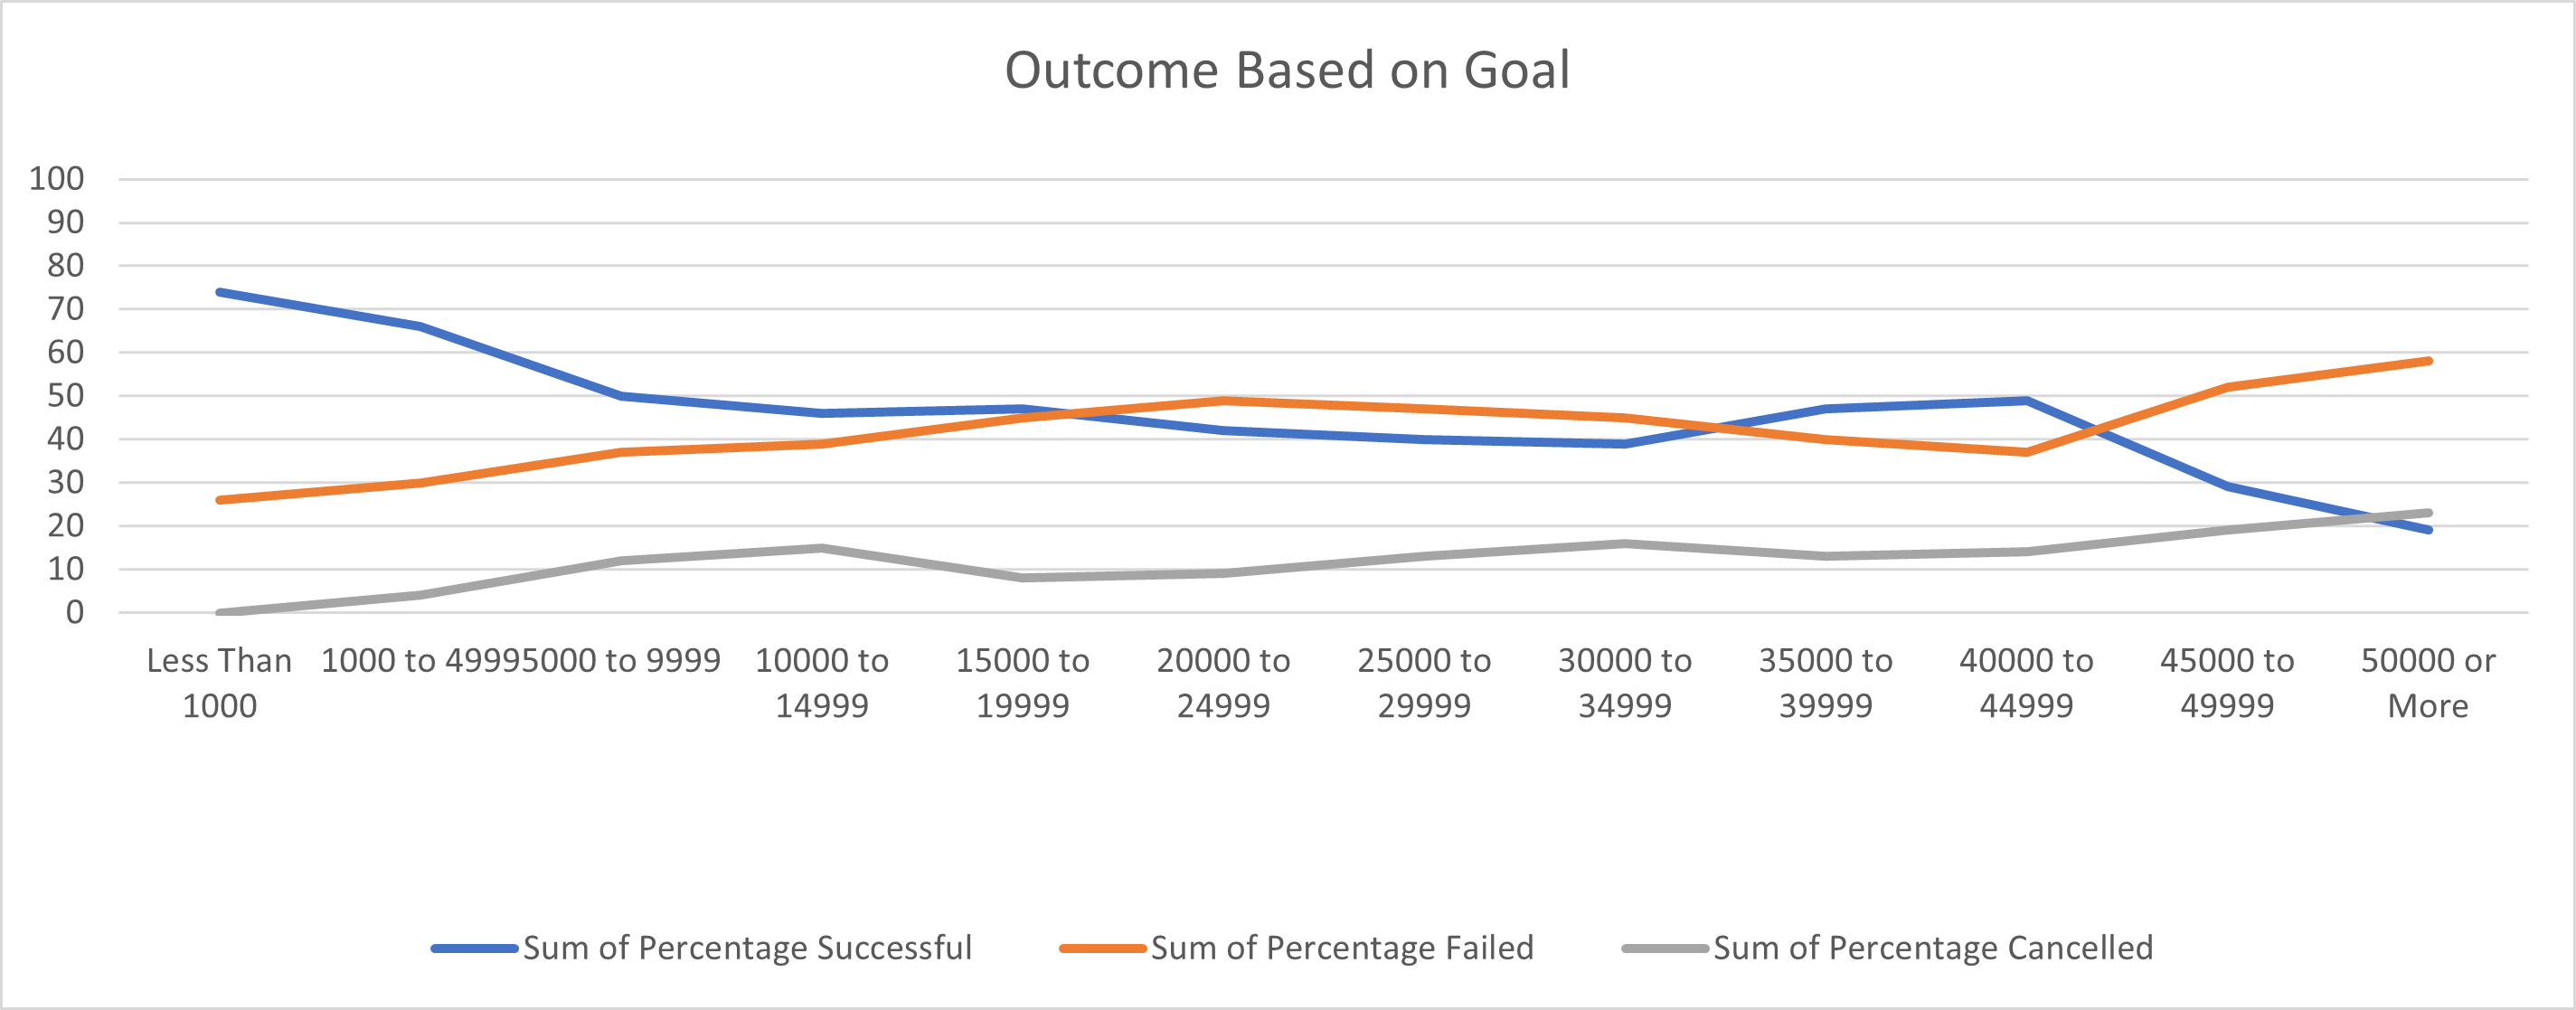 Outcome Based on Goal
100
90
80
70
60
50
40
30
20
10
0
Less Than
1000
1000 to 4999
5000 to 9999
10000 to
14999
15000 to
19999
20000 to
24999
25000 to
29999
30000 to
34999
35000 to
39999
40000 to
44999
45000 to
49999
50000 or
More
Sum of Percentage Successful
Sum of Percentage Failed
Sum of Percentage Cancelled